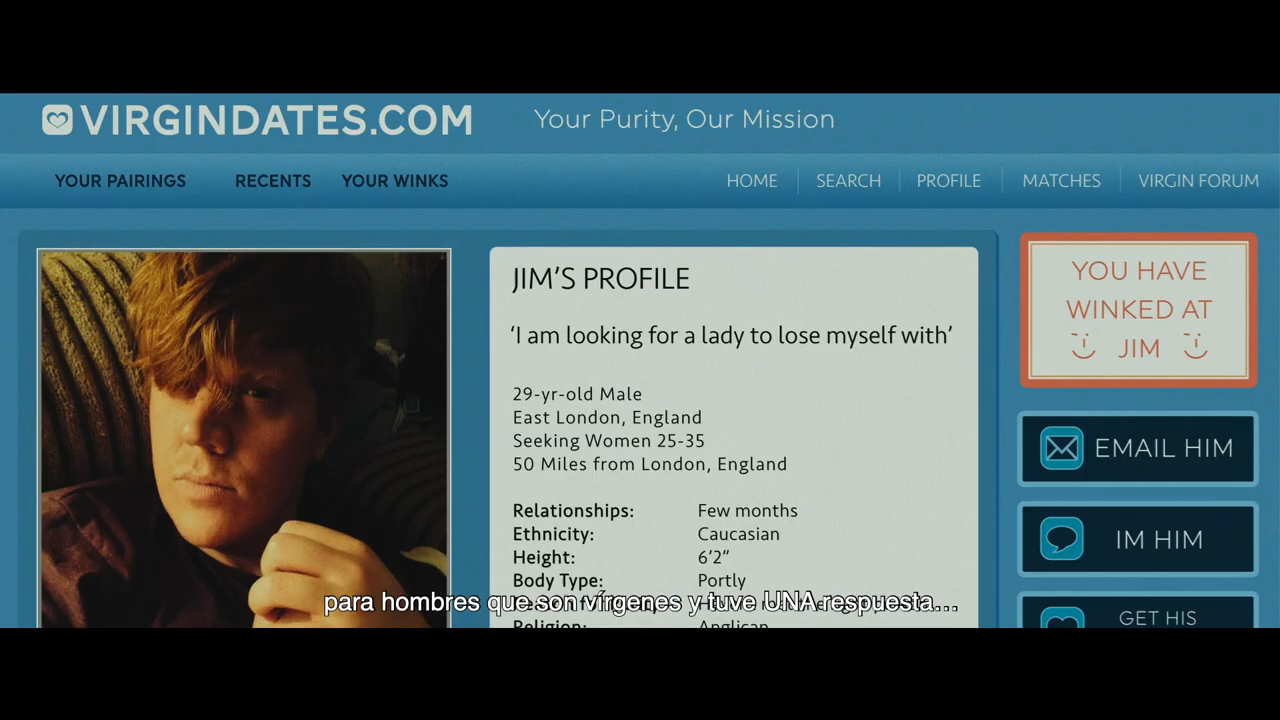 VIRGINDATES.COM
Your Purity, Our Mission
YOUR PAIRINGS
RECENTS
YOUR WINKS
HOME
SEARCH
PROFILE
MATCHES
VIRGIN FORUM
JIM'S PROFILE
'I am looking for a lady to lose myself with'
29-yr-old Male
East London, England
Seeking Women 25-35
50 Miles from London, England
Relationships: Few months
Ethnicity: Caucasian
Height: 6'2"
Body Type: Portly
Religion: Anglican
YOU HAVE
WINKED AT
JIM
EMAIL HIM
IM HIM
GET HIS
para hombres que son vírgenes y tuve UNA respuesta...